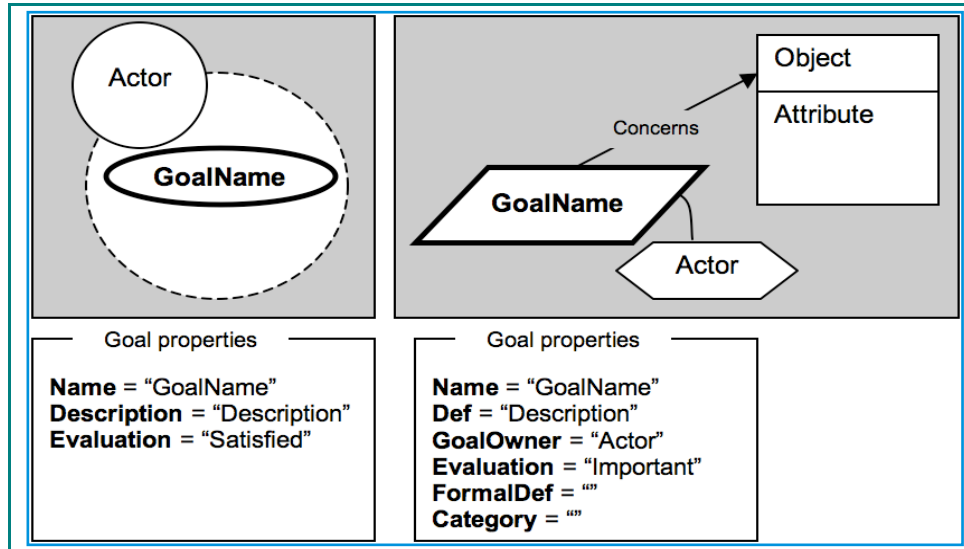 Actor
GoalName
Object
Attribute
Concerns
GoalName
Actor
Goal properties
Name = “GoalName”
Description = “Description”
Evaluation = “Satisfied”
Goal properties
Name = “GoalName”
Def = “Description”
GoalOwner = “Actor”
Evaluation = “Important”
FormalDef = “”
Category = “”